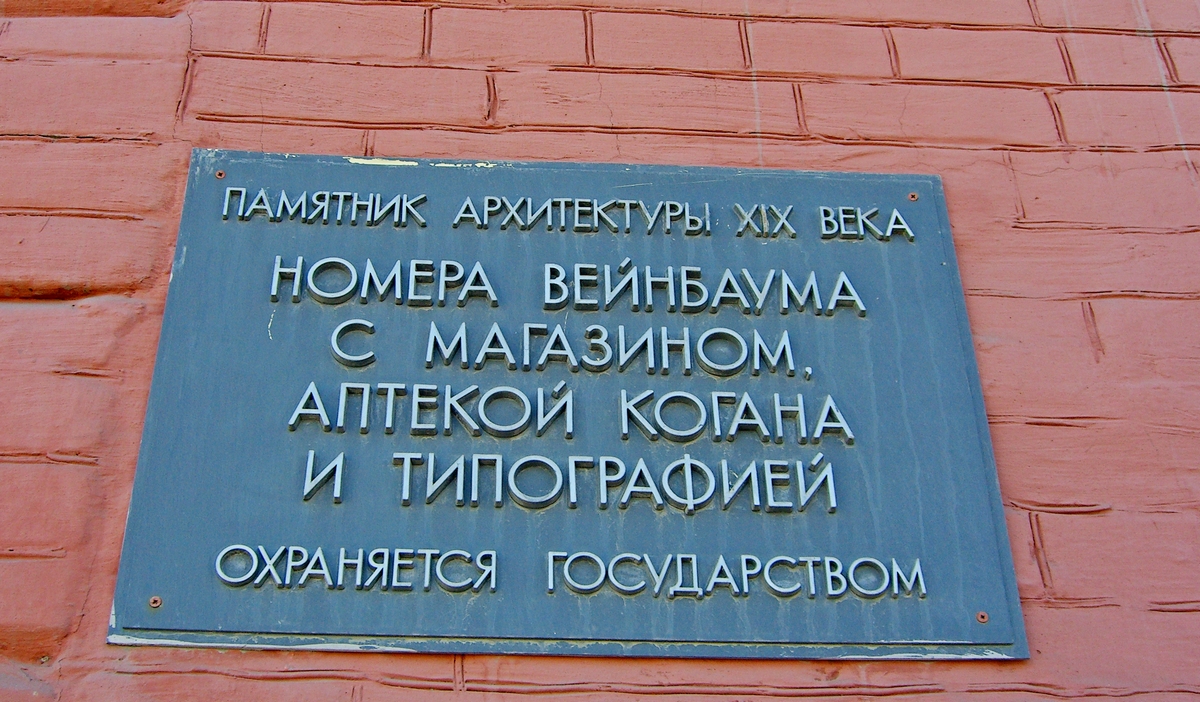 ПАМЯТНИК АРХИТЕКТУРЫ XIX ВЕКА
НОМЕРА ВЕЙНБАУМА
С МАГАЗИНОМ,
АПТЕКОЙ КОГАНА
И ТИПОГРАФИЕЙ
ОХРАНЯЕТСЯ ГОСУДАРСТВОМ